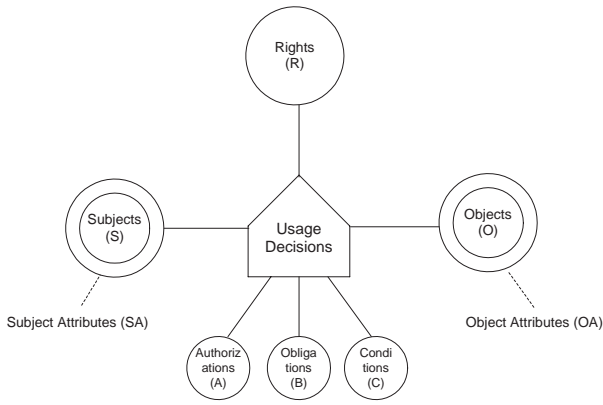 Rights
(R)
Subjects
(S)
Objects
(O)
Usage
Decisions
Subject Attributes (SA)
Object Attributes (OA)
Authoriz
ations
(A)
Obliga
tions
(B)
Condi
tions
(C)